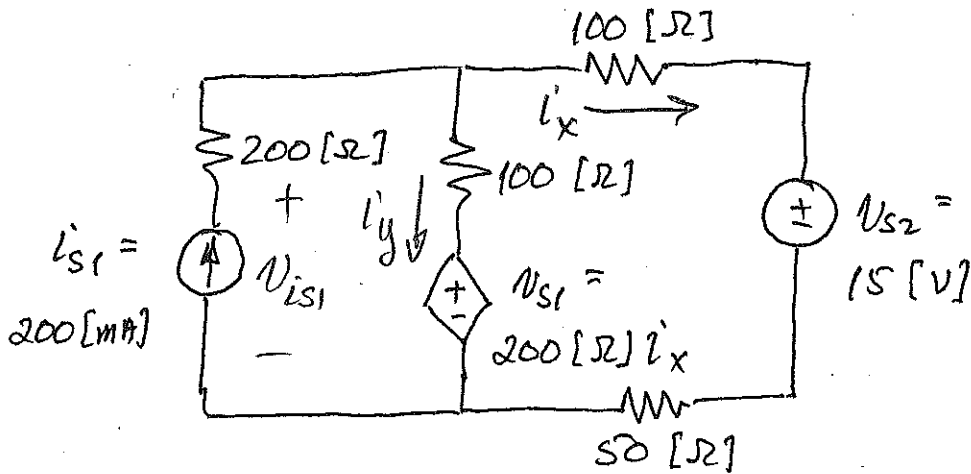 100 [Ω]
i_x
200 [Ω]
+
i_y
100 [Ω]
i_S1 =
200 [mA]
v_iS1
−
+
−
v_S1 =
200 [Ω] i_x
+
−
v_S2 =
15 [V]
50 [Ω]